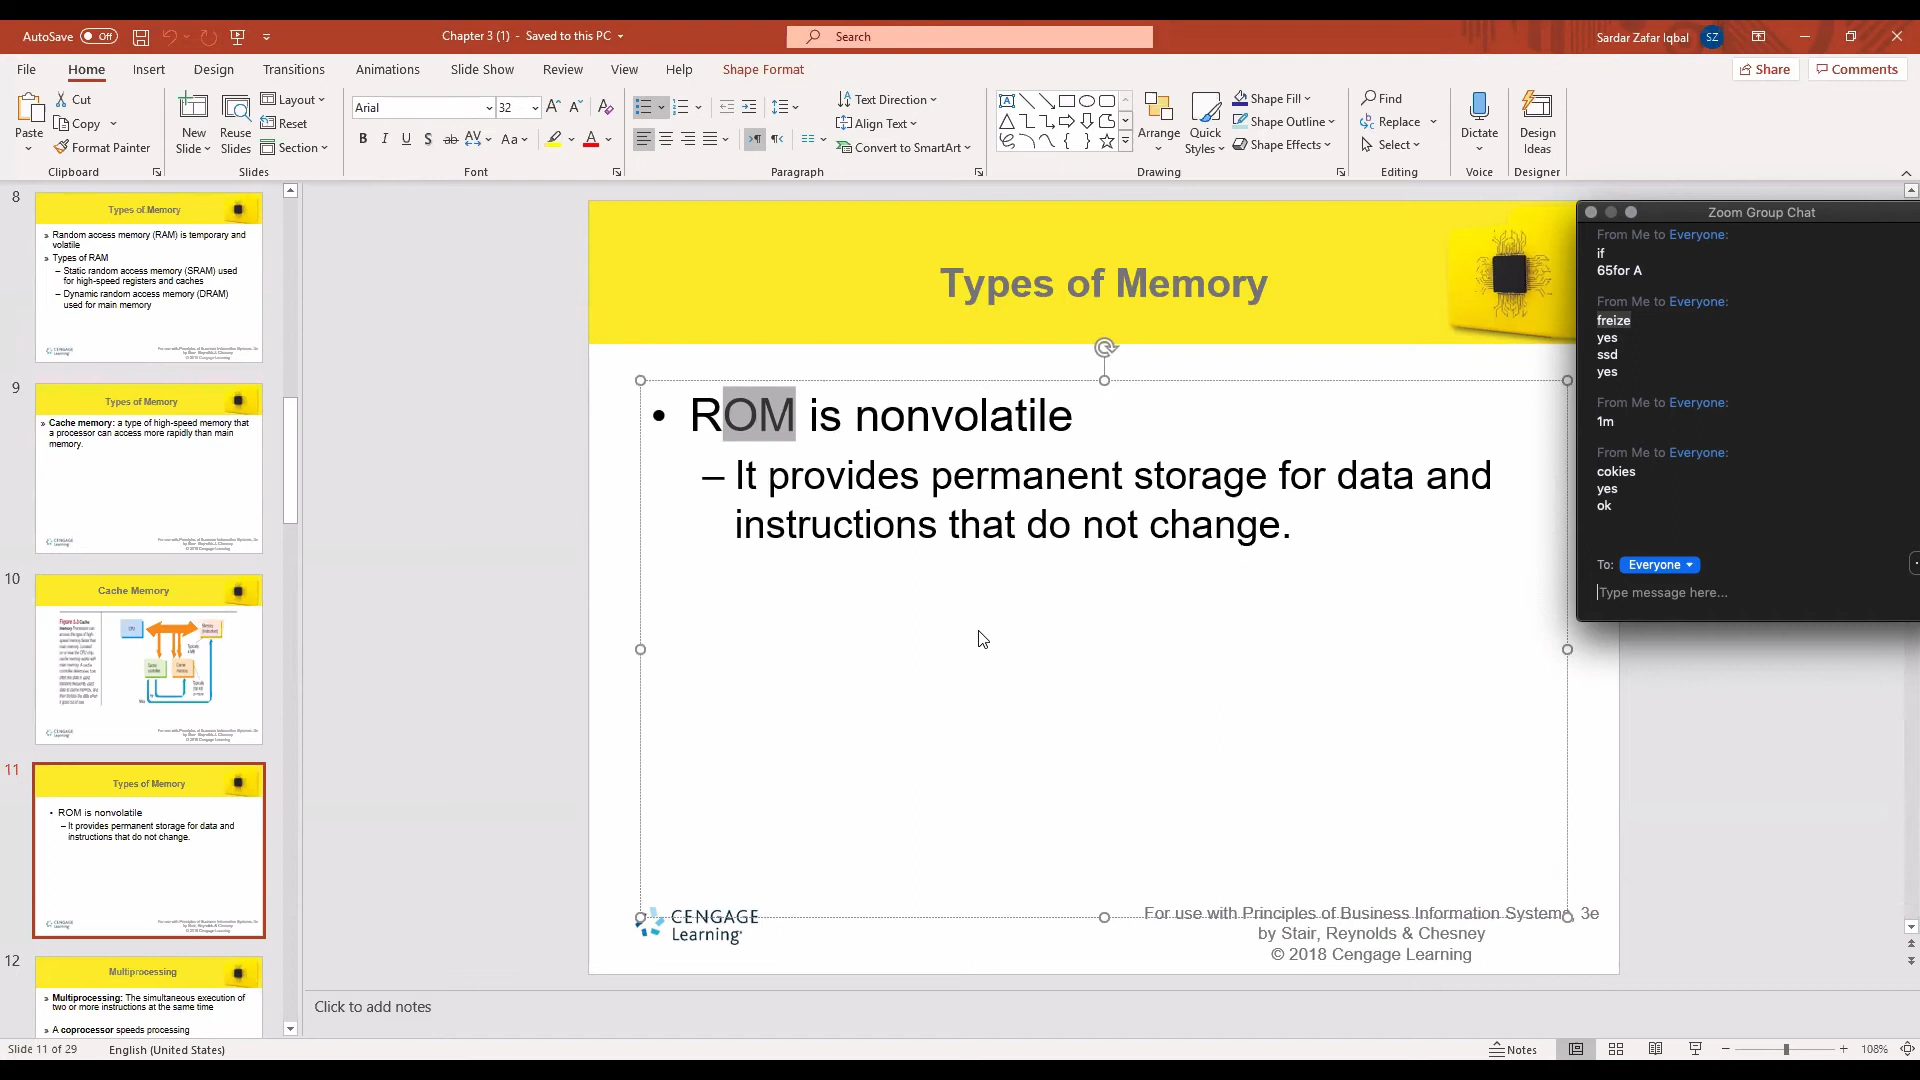 AutoSave Off
Chapter 3 (1) - Saved to this PC
Search
Sardar Zafar Iqbal SZ
File Home Insert Design Transitions Animations Slide Show Review View Help Shape Format
Share Comments
Paste
Cut
Copy
Format Painter
Clipboard
New Slide
Reuse Slides
Layout
Reset
Section
Slides
Arial 32
Font
Text Direction
Align Text
Convert to SmartArt
Paragraph
Arrange
Quick Styles
Shape Fill
Shape Outline
Shape Effects
Drawing
Find
Replace
Select
Editing
Dictate
Voice
Design Ideas
Designer
8
Types of Memory
Random access memory (RAM) is temporary and
volatile
Types of RAM
– Static random access memory (SRAM) used
for high-speed registers and caches
– Dynamic random access memory (DRAM)
used for main memory
9
Types of Memory
Cache memory: a type of high-speed memory that
a processor can access more rapidly than main
memory.
10
Cache Memory
CPU
11
Types of Memory
• ROM is nonvolatile
– It provides permanent storage for data and
instructions that do not change.
12
Multiprocessing
Multiprocessing: The simultaneous execution of
two or more instructions at the same time
A coprocessor speeds processing
Types of Memory
• ROM is nonvolatile
– It provides permanent storage for data and
instructions that do not change.
CENGAGE
Learning
For use with Principles of Business Information Systems, 3e
by Stair, Reynolds & Chesney
© 2018 Cengage Learning
Zoom Group Chat
From Me to Everyone:
if
65for A
From Me to Everyone:
freize
yes
ssd
yes
From Me to Everyone:
1m
From Me to Everyone:
cokies
yes
ok
To: Everyone
Type message here...
Click to add notes
Slide 11 of 29 English (United States)
Notes
108%